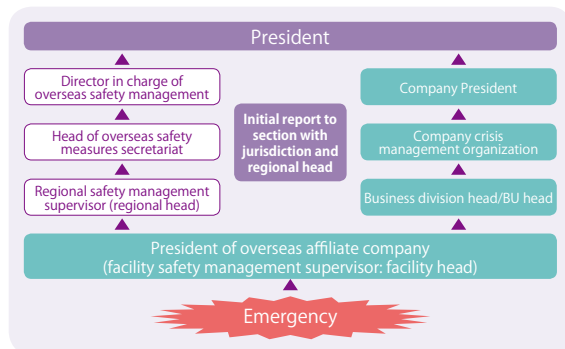 President
Director in charge of
overseas safety management
Head of overseas safety
measures secretariat
Regional safety management
supervisor (regional head)
Initial report to
section with
jurisdiction and
regional head
Company President
Company crisis
management organization
Business division head/BU head
President of overseas affiliate company
(facility safety management supervisor: facility head)
Emergency